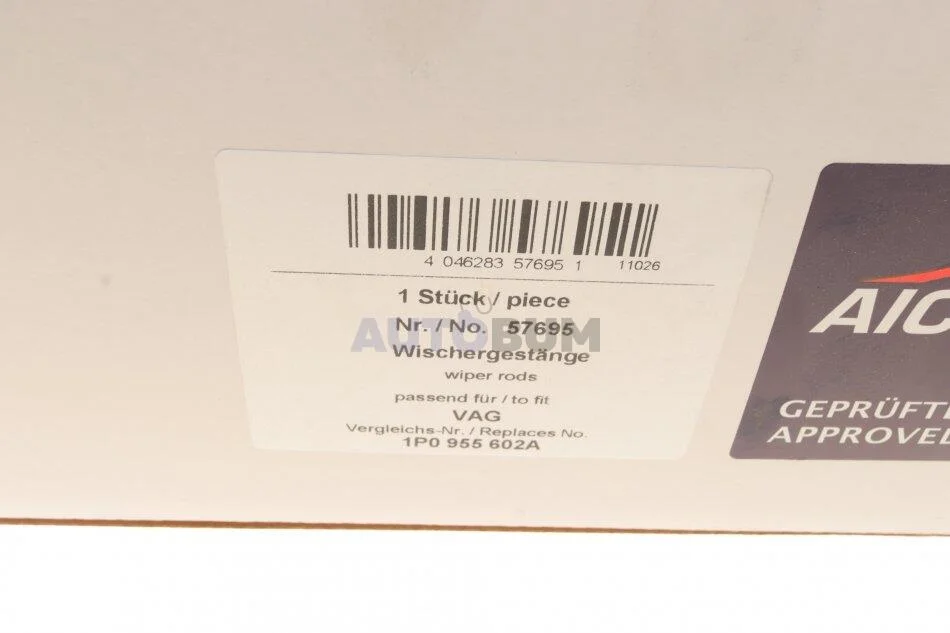 4 046283 57695 1 11026
1 Stück / piece
Nr. / No. 57695
AUTOBUM
Wischergestänge
wiper rods
passend für / to fit
VAG
Vergleichs-Nr. / Replaces No.
1P0 955 602A
AIC
GEPRÜFT
APPROVED